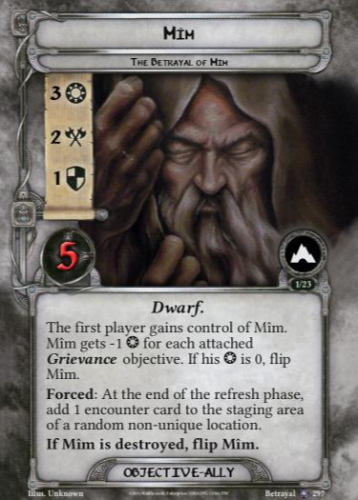 Mîm
The Betrayal of Mîm
3
2
1
5
1/23
Dwarf.
The first player gains control of Mîm.
Mîm gets -1 for each attached
Grievance objective. If his is 0, flip
Mîm.
Forced: At the end of the refresh phase,
add 1 encounter card to the staging area
of a random non-unique location.
If Mîm is destroyed, flip Mîm.
Objective-Ally
Illus. Unknown
Betrayal 297